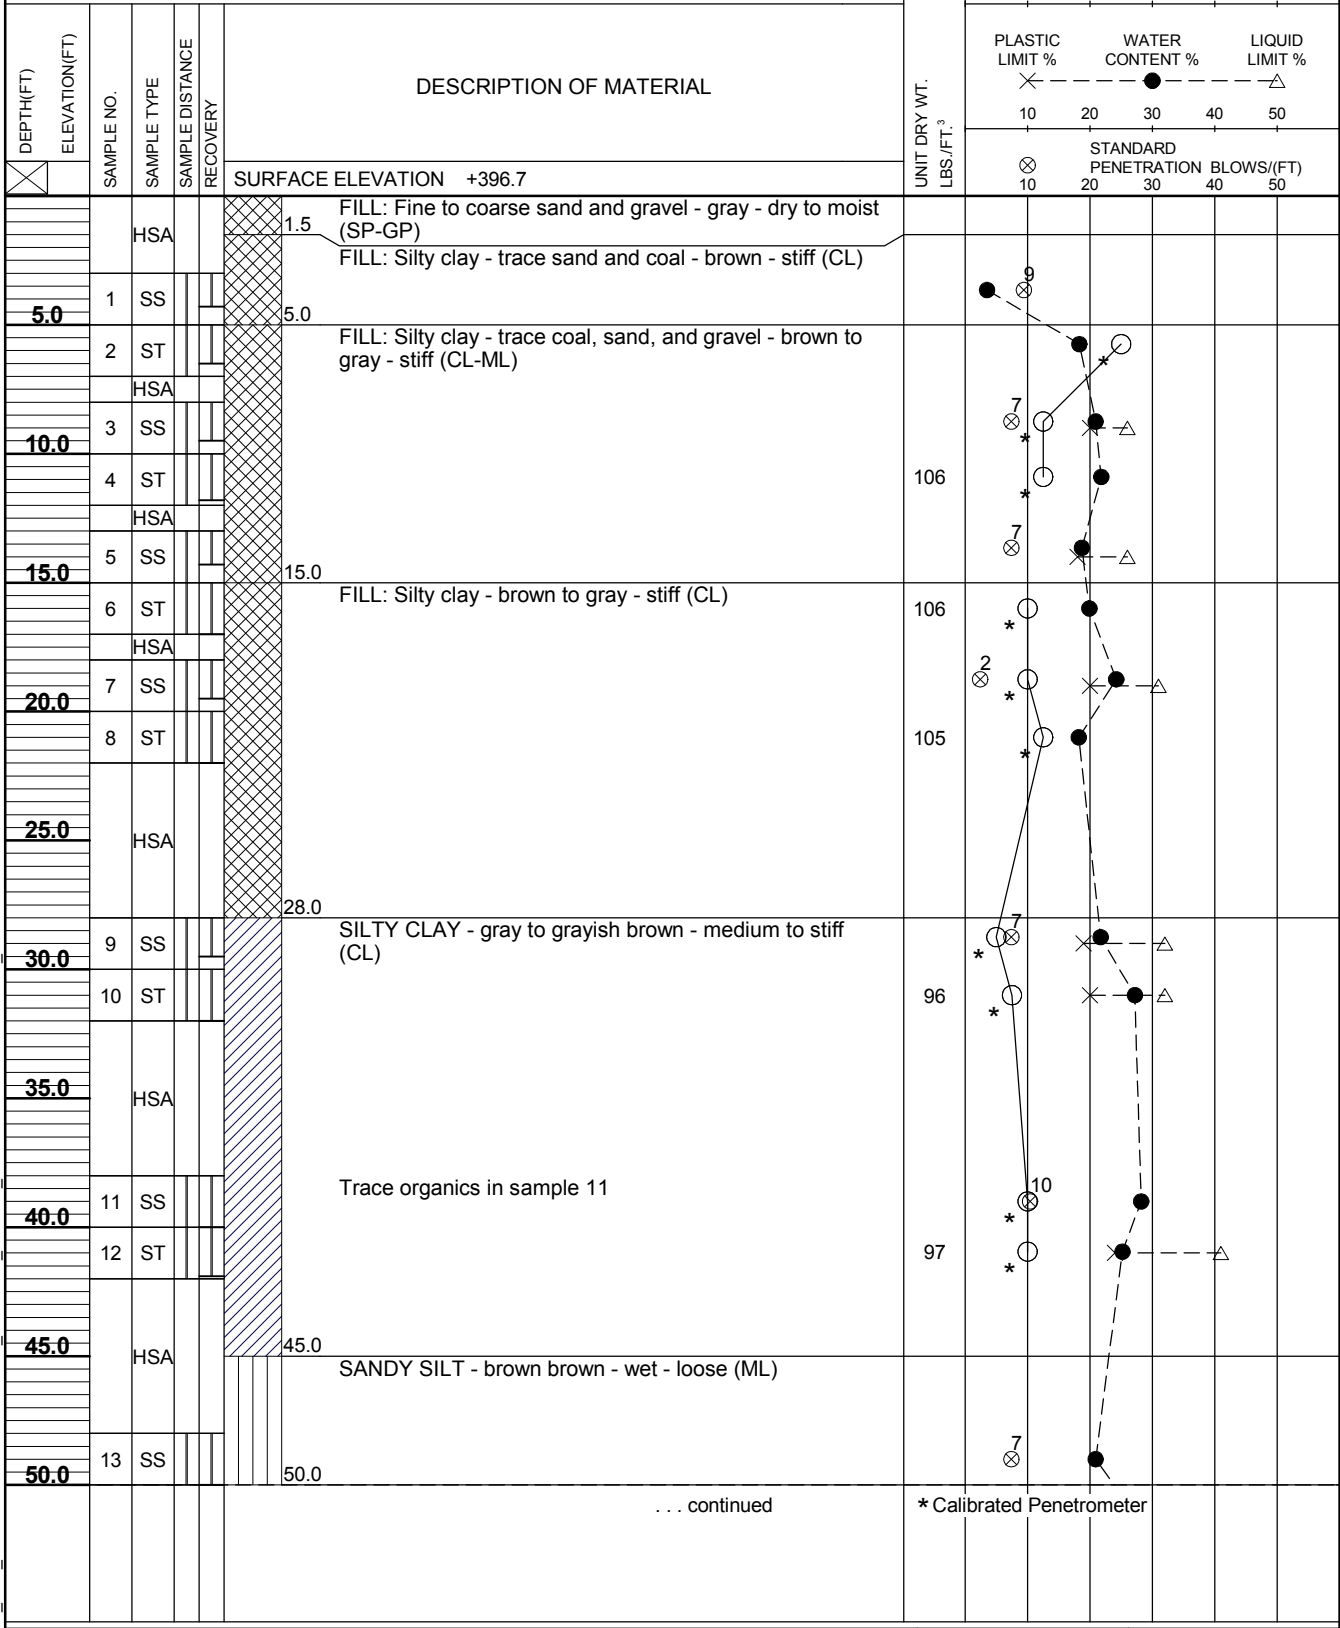 DEPTH(FT)
ELEVATION(FT)
SAMPLE NO.
SAMPLE TYPE
SAMPLE DISTANCE
RECOVERY
DESCRIPTION OF MATERIAL
SURFACE ELEVATION +396.7
UNIT DRY WT.
LBS./FT.³
PLASTIC
LIMIT %
WATER
CONTENT %
LIQUID
LIMIT %
10 20 30 40 50
STANDARD
PENETRATION BLOWS/(FT)
10 20 30 40 50
HSA
1.5
FILL: Fine to coarse sand and gravel - gray - dry to moist
(SP-GP)
FILL: Silty clay - trace sand and coal - brown - stiff (CL)
1 SS
9
5.0
5.0
2 ST
FILL: Silty clay - trace coal, sand, and gravel - brown to
gray - stiff (CL-ML)
*
HSA
3 SS
7
*
10.0
4 ST
106
*
HSA
5 SS
7
15.0
15.0
6 ST
FILL: Silty clay - brown to gray - stiff (CL)
106
*
HSA
7 SS
2
*
20.0
8 ST
105
*
25.0
HSA
28.0
9 SS
SILTY CLAY - gray to grayish brown - medium to stiff
(CL)
7
*
30.0
10 ST
96
*
35.0
HSA
11 SS
Trace organics in sample 11
10
*
40.0
12 ST
97
*
45.0
HSA
45.0
SANDY SILT - brown brown - wet - loose (ML)
13 SS
7
50.0
50.0
. . . continued
* Calibrated Penetrometer